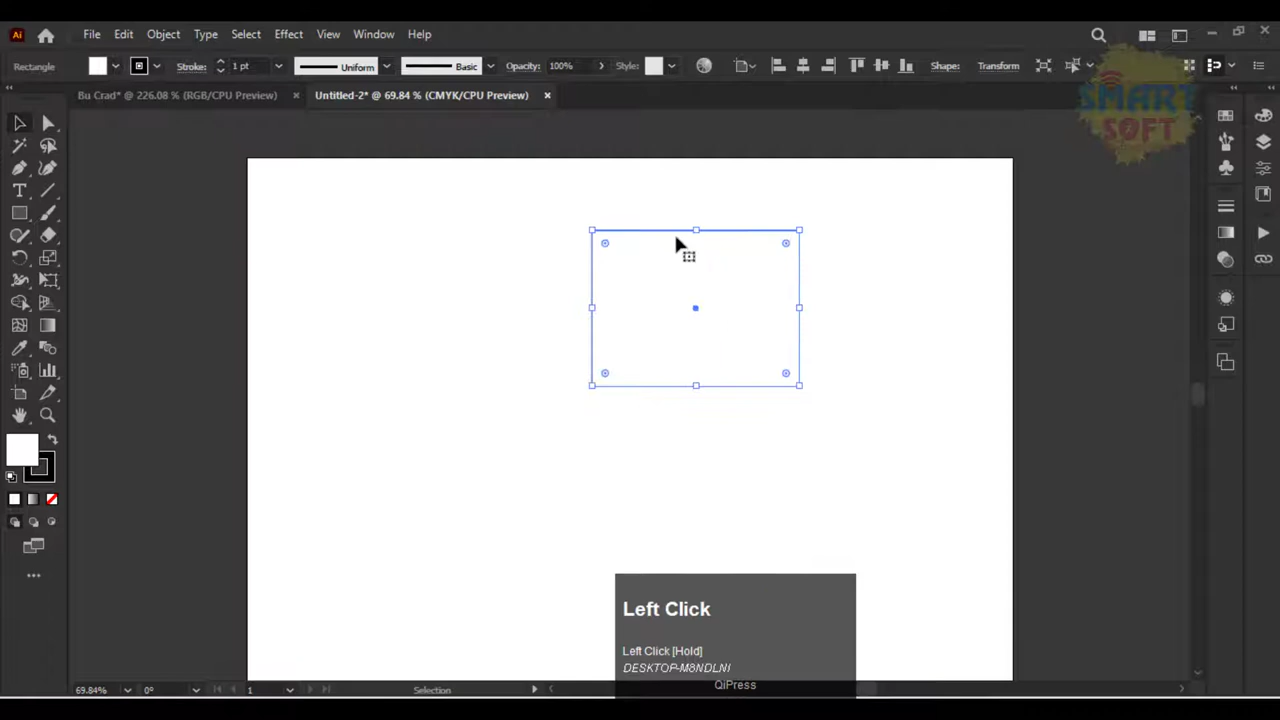 Ai File Edit Object Type Select Effect View Window Help
Rectangle Stroke: 1 pt Uniform Basic Opacity: 100% Style: Shape: Transform
Bu Crad* @ 226.08 % (RGB/CPU Preview) × Untitled-2* @ 69.84 % (CMYK/CPU Preview) ×
SMART
SOFT
Left Click
Left Click [Hold]
DESKTOP-M8NDLNI
QiPress
69.84% 0° 1 Selection